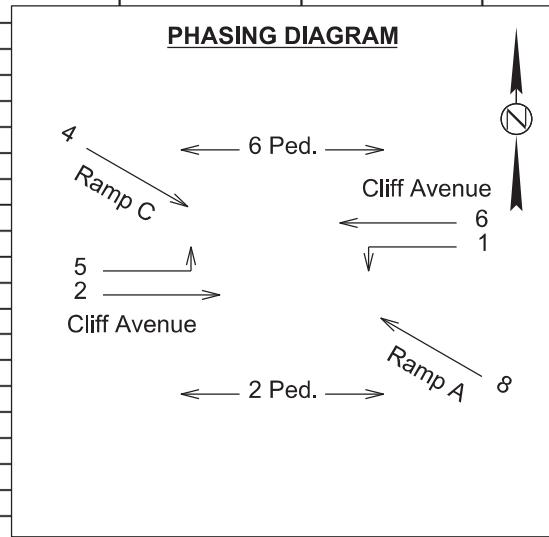 PHASING DIAGRAM
N
4
6 Ped.
Ramp C
Cliff Avenue
6
1
5
2
Cliff Avenue
Ramp A
8
2 Ped.